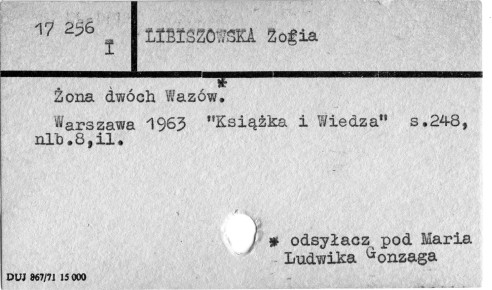 17 256
I
LIBISZOWSKA Zofia
Żona dwóch Wazów.*
Warszawa 1963 "Książka i Wiedza" s.248,
nlb.8,il.
* odsyłacz pod Maria
Ludwika Gonzaga
DUJ 867/71 15 000